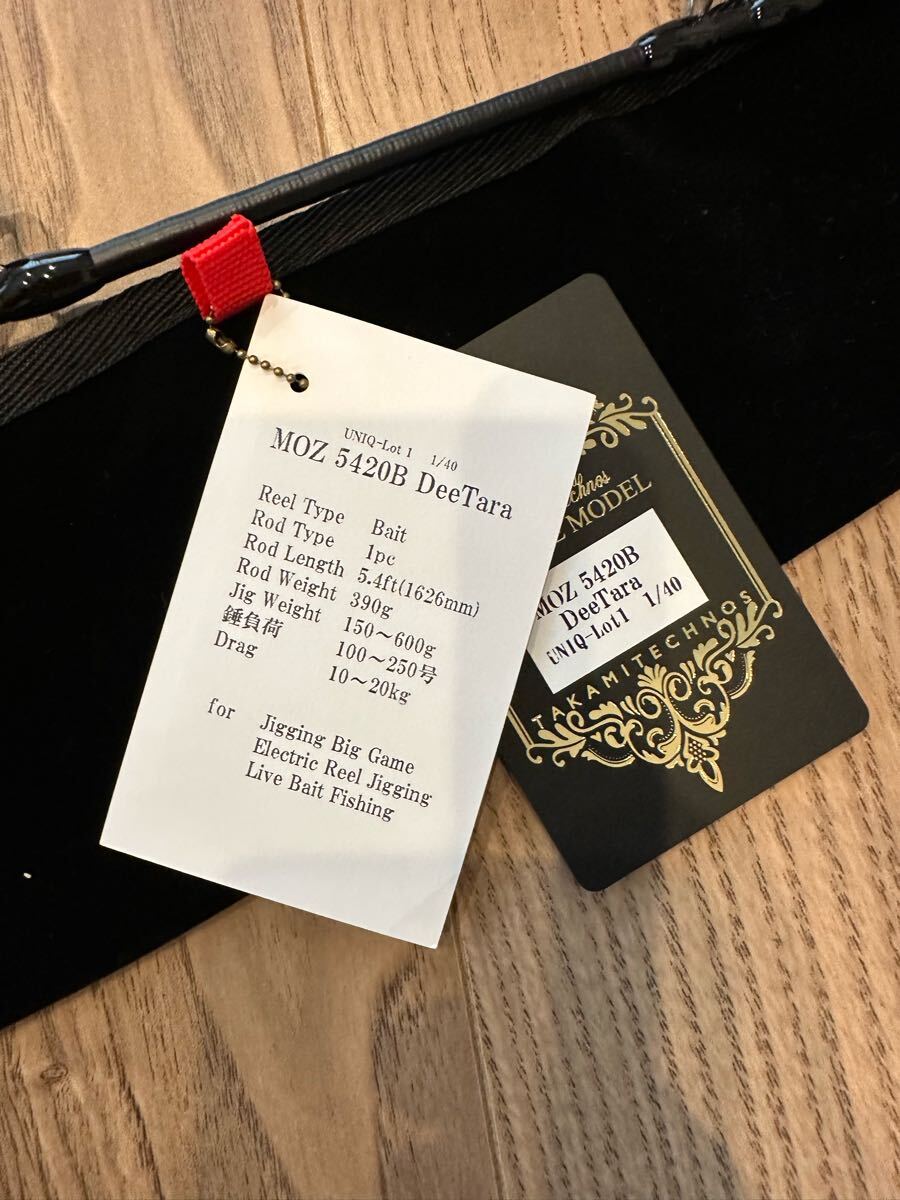 UNIQ-Lot 1 1/40
MOZ 5420B DeeTara
Reel Type Bait
Rod Type 1pc
Rod Length 5.4ft(1626mm)
Rod Weight 390g
Jig Weight 150～600g
錘負荷 100～250号
Drag 10～20kg
for Jigging Big Game
Electric Reel Jigging
Live Bait Fishing
MODEL
MOZ 5420B
DeeTara
UNIQ-Lot1 1/40
TAKAMITECHNOS